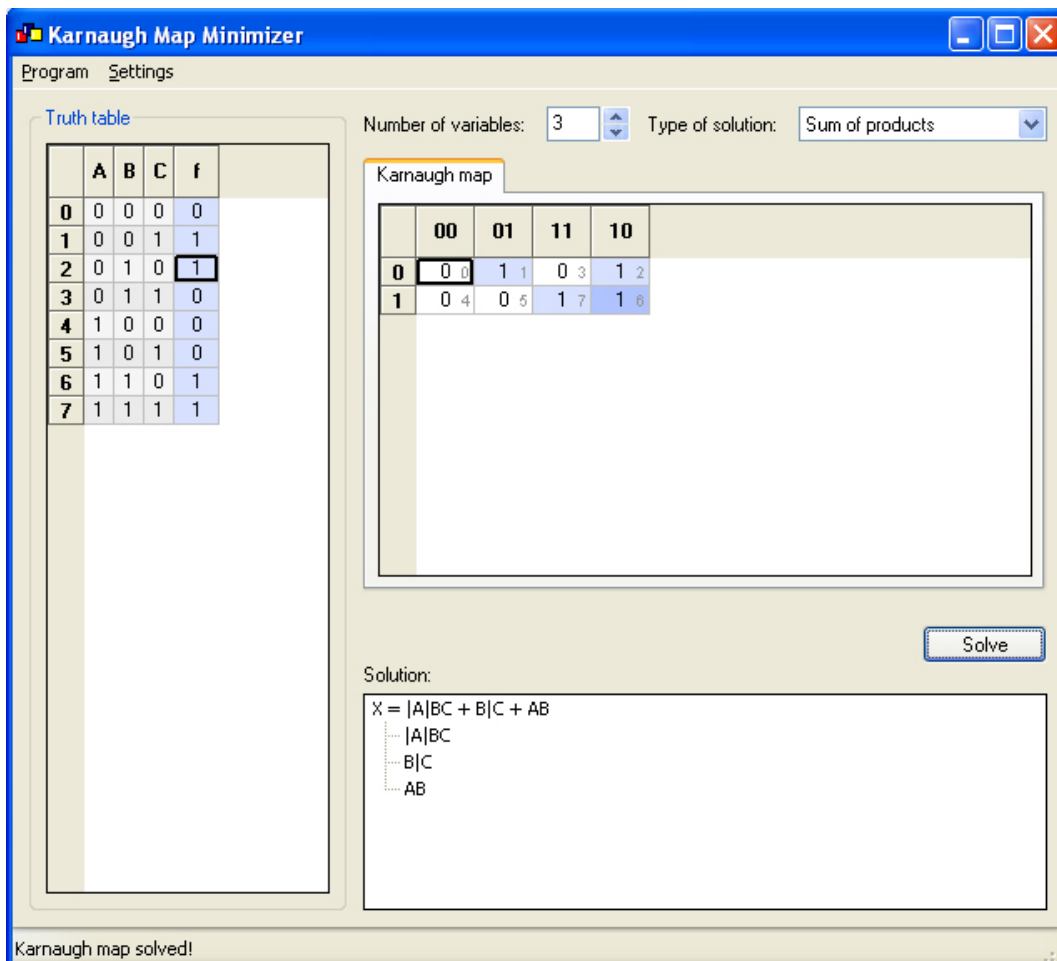 Karnaugh Map Minimizer
Program Settings
Truth table
A B C f
0 0 0 0 0
1 0 0 1 1
2 0 1 0 1
3 0 1 1 0
4 1 0 0 0
5 1 0 1 0
6 1 1 0 1
7 1 1 1 1
Number of variables: 3 Type of solution: Sum of products
Karnaugh map
00 01 11 10
0 0 0 1 1 0 3 1 2
1 0 4 0 5 1 7 1 6
Solve
Solution:
X = |A|BC + B|C + AB
|A|BC
B|C
AB
Karnaugh map solved!